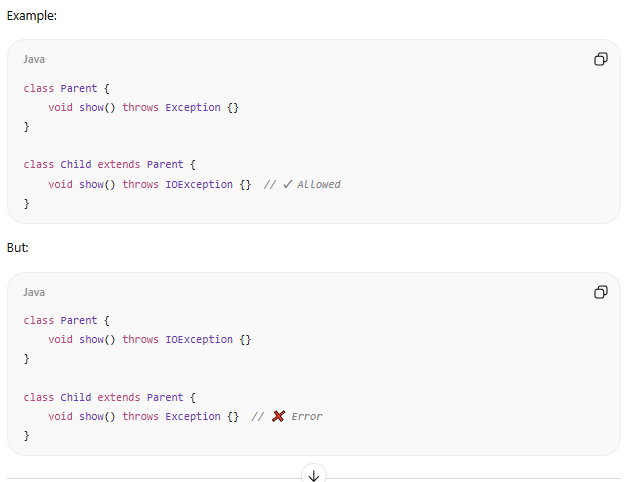 Example:
Java
class Parent {
    void show() throws Exception {}
}
class Child extends Parent {
    void show() throws IOException {}  // ✓ Allowed
}
But:
Java
class Parent {
    void show() throws IOException {}
}
class Child extends Parent {
    void show() throws Exception {}  // ❌ Error
}